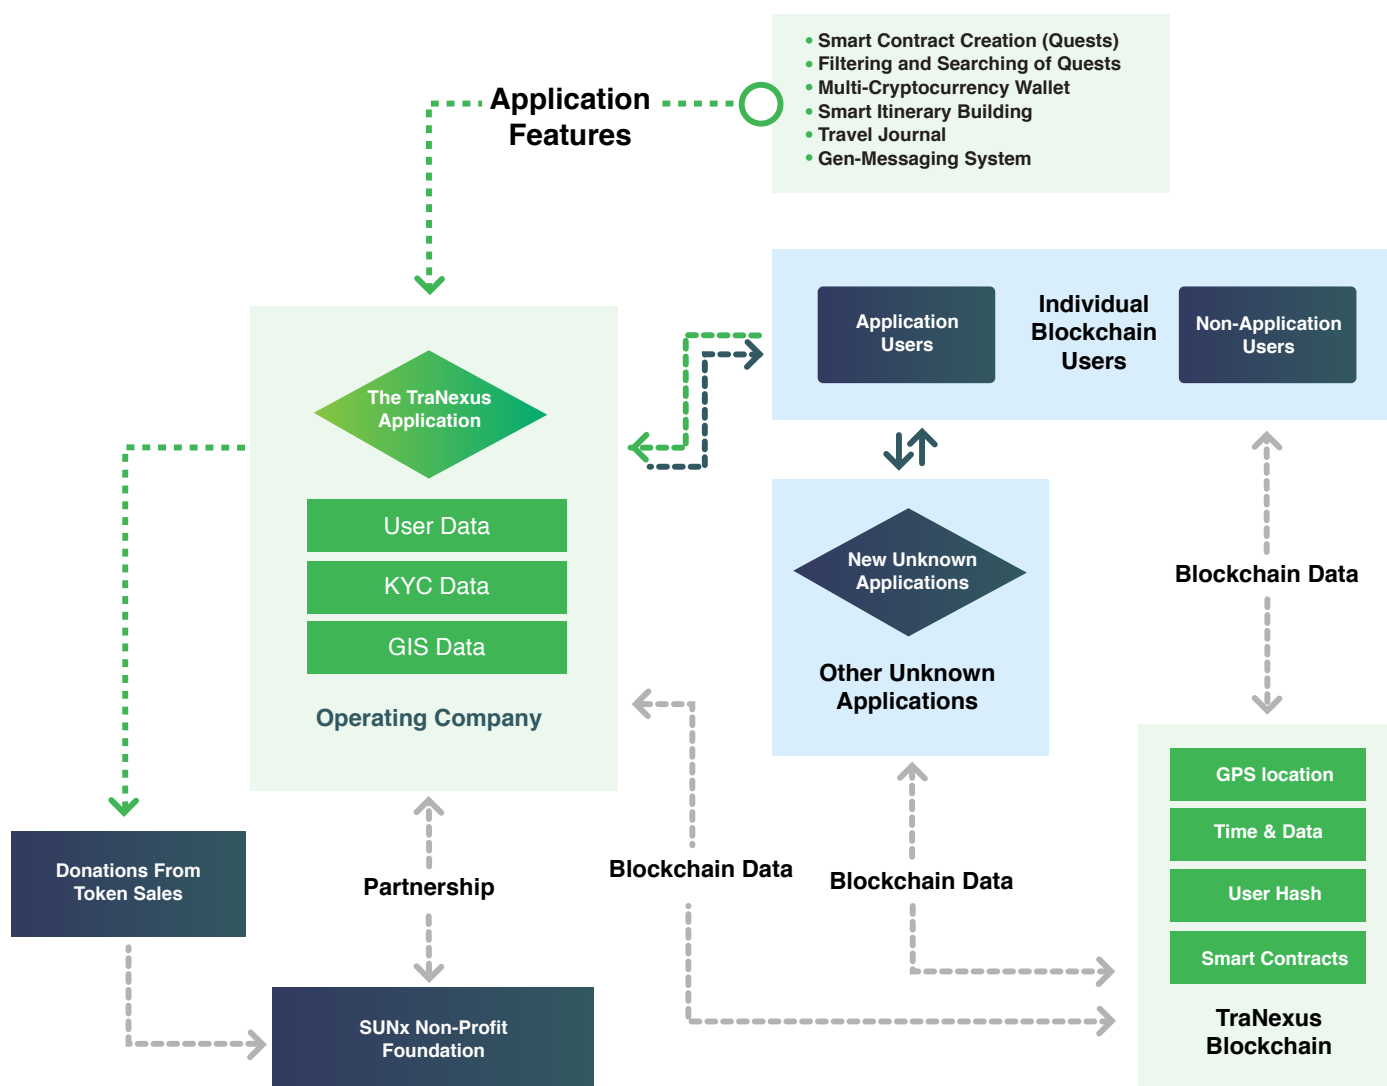 • Smart Contract Creation (Quests)
• Filtering and Searching of Quests
• Multi-Cryptocurrency Wallet
• Smart Itinerary Building
• Travel Journal
• Gen-Messaging System
Application
Features
Application
Users
Individual
Blockchain
Users
Non-Application
Users
The TraNexus
Application
User Data
KYC Data
GIS Data
Operating Company
New Unknown
Applications
Other Unknown
Applications
Blockchain Data
GPS location
Time & Data
User Hash
Smart Contracts
TraNexus
Blockchain
Donations From
Token Sales
Partnership
Blockchain Data
Blockchain Data
SUNx Non-Profit
Foundation